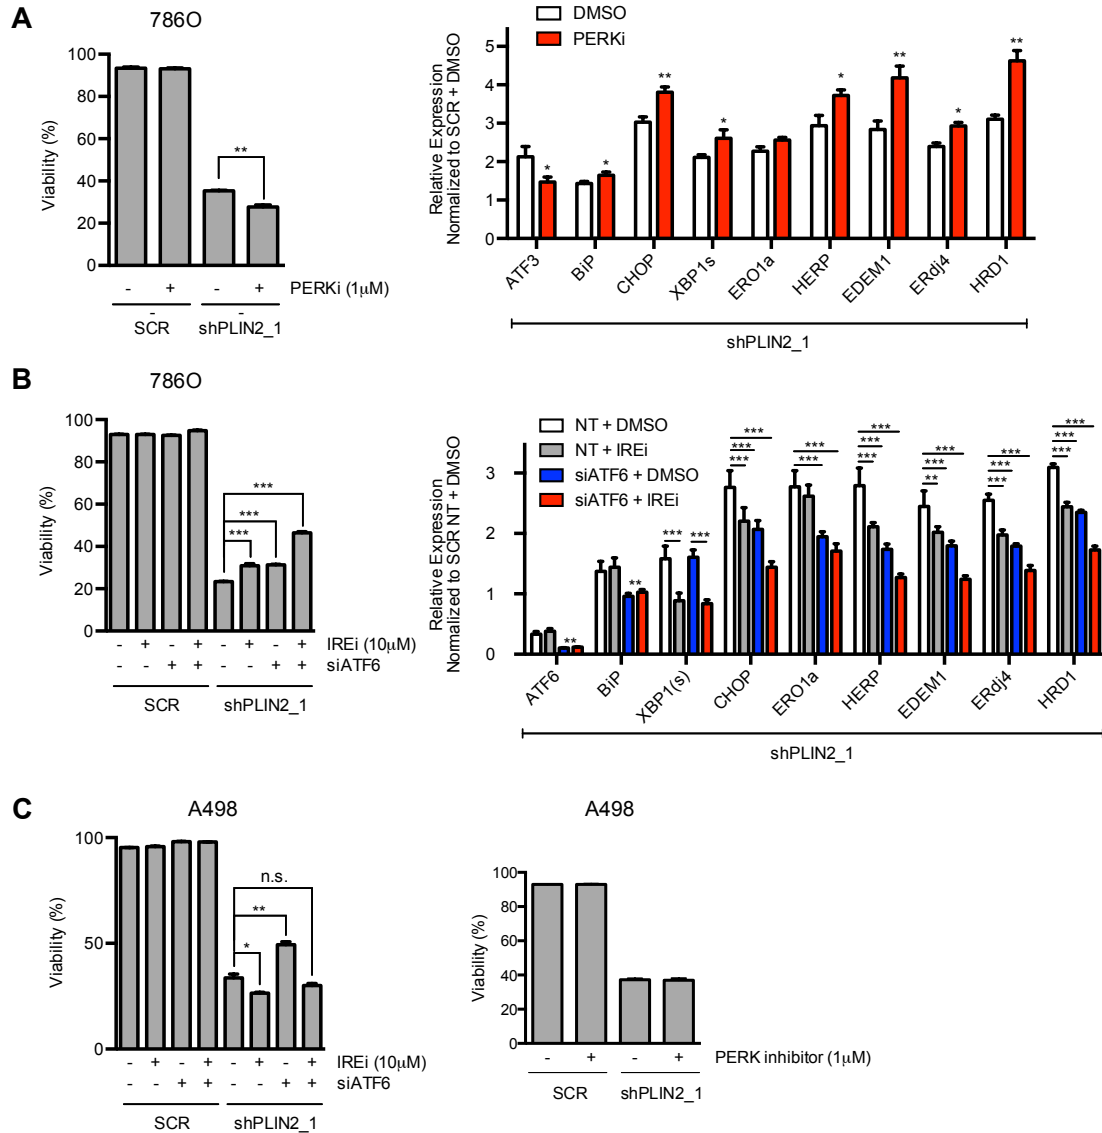 A
786O
Viability (%)
100
80
60
40
20
0
**
- + - + PERKi (1μM)
-
-
SCR shPLIN2_1
DMSO
PERKi
Relative Expression
Normalized to SCR + DMSO
5
4
3
2
1
0
* * ** * * ** * **
ATF3 BiP CHOP XBP1s ERO1a HERP EDEM1 ERdj4 HRD1
shPLIN2_1
B
786O
Viability (%)
100
80
60
40
20
0
***
***
***
- + - + - + - + IREi (10μM)
- - + + - - + + siATF6
SCR shPLIN2_1
NT + DMSO
NT + IREi
siATF6 + DMSO
siATF6 + IREi
Relative Expression
Normalized to SCR NT + DMSO
3
2
1
0
**
**
*** ***
***
***
***
***
***
***
***
***
***
***
**
***
***
***
***
***
***
ATF6 BiP XBP1(s) CHOP ERO1a HERP EDEM1 ERdj4 HRD1
shPLIN2_1
C
A498
Viability (%)
100
50
0
n.s.
**
*
- + - + - + - + IREi (10μM)
- - + + - - + + siATF6
SCR shPLIN2_1
A498
Viability (%)
100
80
60
40
20
0
- + - + PERK inhibitor (1μM)
SCR shPLIN2_1